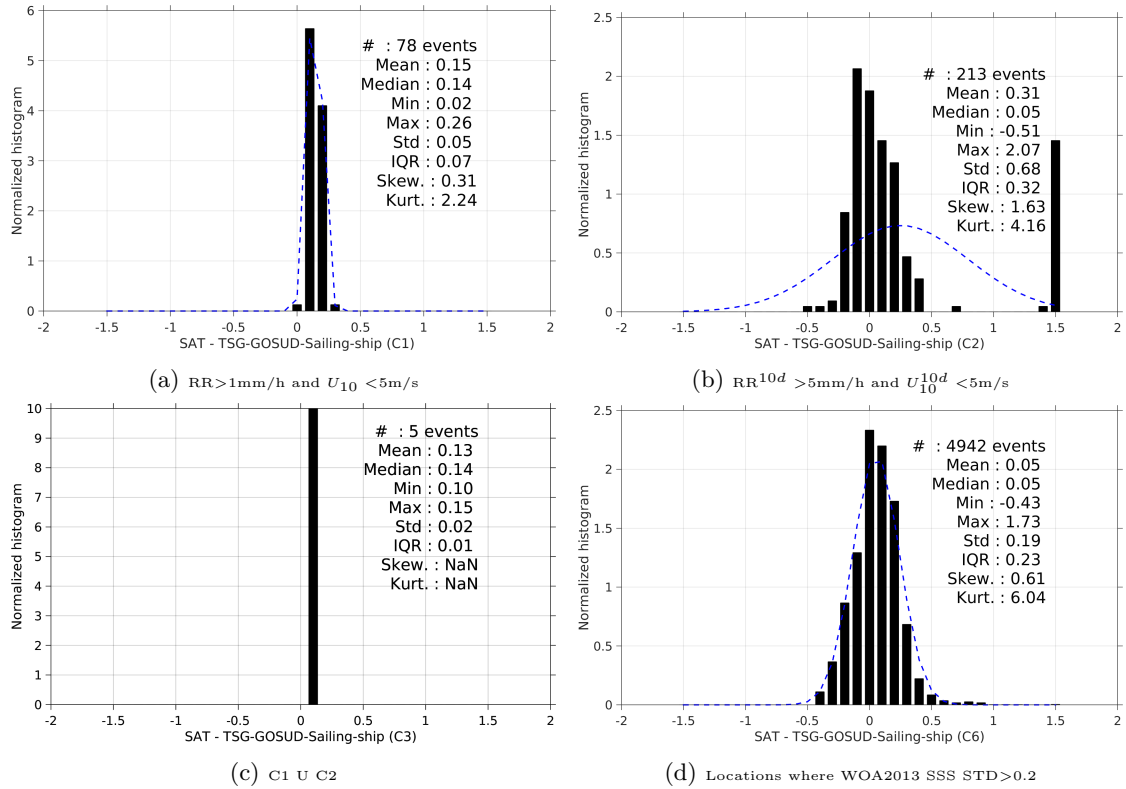 6
5
4
3
2
1
0
Normalized histogram
# : 78 events
Mean : 0.15
Median : 0.14
Min : 0.02
Max : 0.26
Std : 0.05
IQR : 0.07
Skew. : 0.31
Kurt. : 2.24
-2 -1.5 -1 -0.5 0 0.5 1 1.5 2
SAT - TSG-GOSUD-Sailing-ship (C1)
(a) RR>1mm/h and U10 <5m/s
2.5
2
1.5
1
0.5
0
Normalized histogram
# : 213 events
Mean : 0.31
Median : 0.05
Min : -0.51
Max : 2.07
Std : 0.68
IQR : 0.32
Skew. : 1.63
Kurt. : 4.16
-2 -1.5 -1 -0.5 0 0.5 1 1.5 2
SAT - TSG-GOSUD-Sailing-ship (C2)
(b) RR^10d >5mm/h and U10^10d <5m/s
10
9
8
7
6
5
4
3
2
1
0
Normalized histogram
# : 5 events
Mean : 0.13
Median : 0.14
Min : 0.10
Max : 0.15
Std : 0.02
IQR : 0.01
Skew. : NaN
Kurt. : NaN
-2 -1.5 -1 -0.5 0 0.5 1 1.5 2
SAT - TSG-GOSUD-Sailing-ship (C3)
(c) C1 U C2
2.5
2
1.5
1
0.5
0
Normalized histogram
# : 4942 events
Mean : 0.05
Median : 0.05
Min : -0.43
Max : 1.73
Std : 0.19
IQR : 0.23
Skew. : 0.61
Kurt. : 6.04
-2 -1.5 -1 -0.5 0 0.5 1 1.5 2
SAT - TSG-GOSUD-Sailing-ship (C6)
(d) Locations where WOA2013 SSS STD>0.2